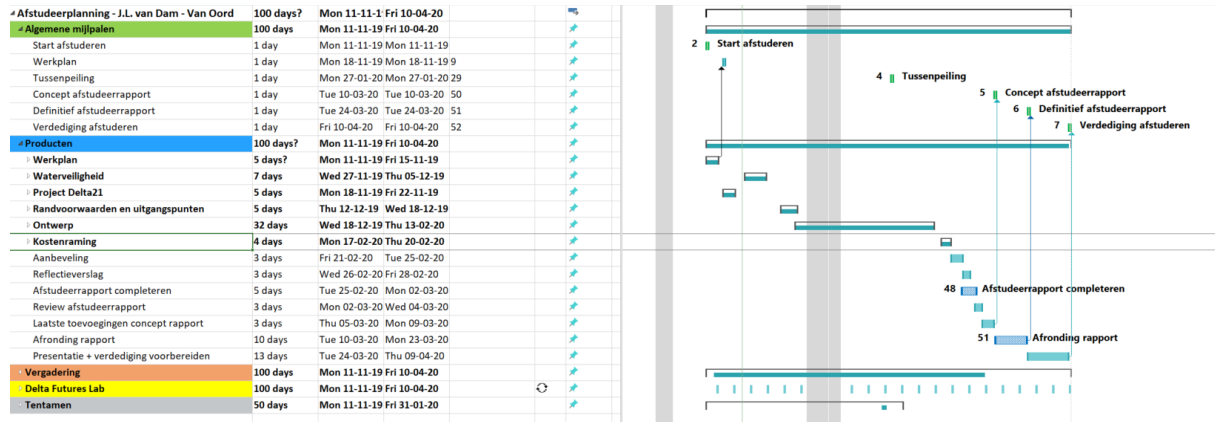 Afstudeerplanning - J.L. van Dam - Van Oord 100 days? Mon 11-11-1 Fri 10-04-20
Algemene mijlpalen 100 days Mon 11-11-19 Fri 10-04-20
Start afstuderen 1 day Mon 11-11-19 Mon 11-11-19 2 Start afstuderen
Werkplan 1 day Mon 18-11-19 Mon 18-11-19 9
Tussenpeiling 1 day Mon 27-01-20 Mon 27-01-20 29 4 Tussenpeiling
Concept afstudeerrapport 1 day Tue 10-03-20 Tue 10-03-20 50 5 Concept afstudeerrapport
Definitief afstudeerrapport 1 day Tue 24-03-20 Tue 24-03-20 51 6 Definitief afstudeerrapport
Verdediging afstuderen 1 day Fri 10-04-20 Fri 10-04-20 52 7 Verdediging afstuderen
Producten 100 days? Mon 11-11-19 Fri 10-04-20
Werkplan 5 days? Mon 11-11-19 Fri 15-11-19
Waterveiligheid 7 days Wed 27-11-19 Thu 05-12-19
Project Delta21 5 days Mon 18-11-19 Fri 22-11-19
Randvoorwaarden en uitgangspunten 5 days Thu 12-12-19 Wed 18-12-19
Ontwerp 32 days Wed 18-12-19 Thu 13-02-20
Kostenraming 4 days Mon 17-02-20 Thu 20-02-20
Aanbeveling 3 days Fri 21-02-20 Tue 25-02-20
Reflectieverslag 3 days Wed 26-02-20 Fri 28-02-20
Afstudeerrapport completeren 5 days Tue 25-02-20 Mon 02-03-20 48 Afstudeerrapport completeren
Review afstudeerrapport 3 days Mon 02-03-20 Wed 04-03-20
Laatste toevoegingen concept rapport 3 days Thu 05-03-20 Mon 09-03-20
Afronding rapport 10 days Tue 10-03-20 Mon 23-03-20 51 Afronding rapport
Presentatie + verdediging voorbereiden 13 days Tue 24-03-20 Thu 09-04-20
Vergadering 100 days Mon 11-11-19 Fri 10-04-20
Delta Futures Lab 100 days Mon 11-11-19 Fri 10-04-20
Tentamen 50 days Mon 11-11-19 Fri 31-01-20